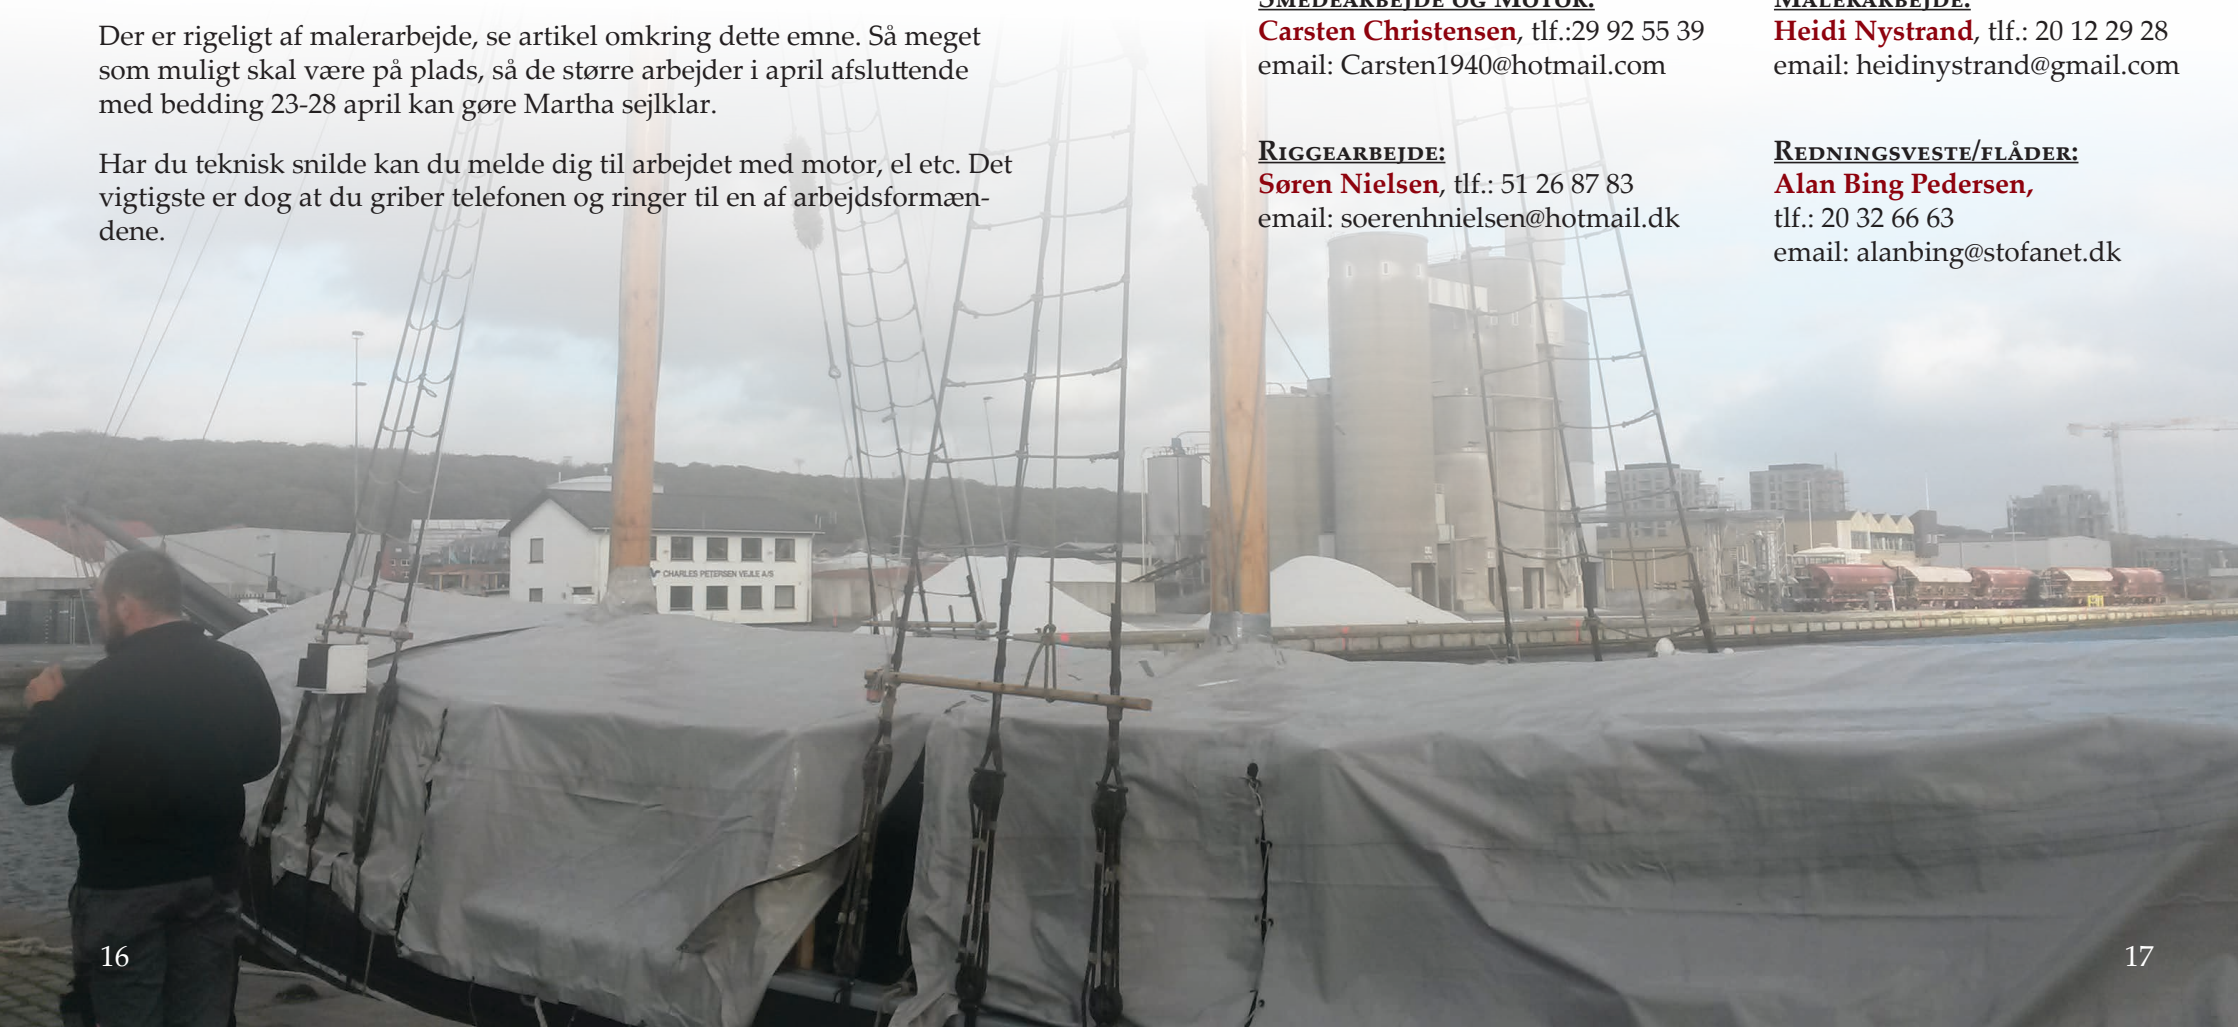 Der er rigeligt af malerarbejde, se artikel omkring dette emne. Så meget
som muligt skal være på plads, så de større arbejder i april afsluttende
med bedding 23-28 april kan gøre Martha sejlklar.
Har du teknisk snilde kan du melde dig til arbejdet med motor, el etc. Det
vigtigste er dog at du griber telefonen og ringer til en af arbejdsformæn-
dene.
Smedearbejde og Motor:
Carsten Christensen, tlf.:29 92 55 39
email: Carsten1940@hotmail.com
Riggearbejde:
Søren Nielsen, tlf.: 51 26 87 83
email: soerenhnielsen@hotmail.dk
Malerarbejde:
Heidi Nystrand, tlf.: 20 12 29 28
email: heidinystrand@gmail.com
Redningsveste/flåder:
Alan Bing Pedersen,
tlf.: 20 32 66 63
email: alanbing@stofanet.dk
CHARLES PETERSEN VEJLE A/S
16
17